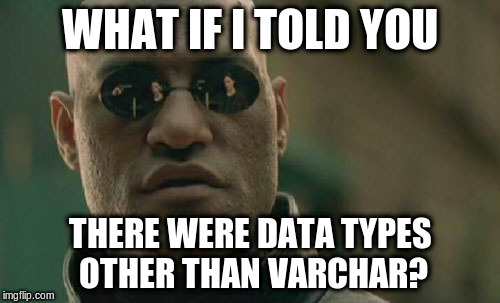 WHAT IF I TOLD YOU
THERE WERE DATA TYPES
OTHER THAN VARCHAR?
imgflip.com